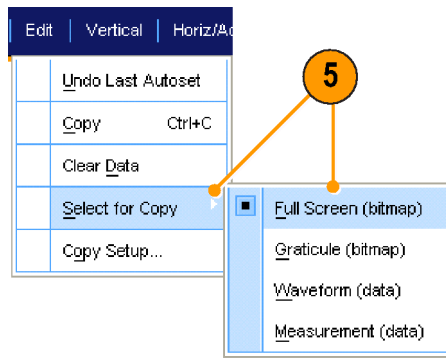 Edit Vertical Horiz/Ac
Undo Last Autoset
Copy Ctrl+C
Clear Data
Select for Copy
Copy Setup...
5
Full Screen (bitmap)
Graticule (bitmap)
Waveform (data)
Measurement (data)